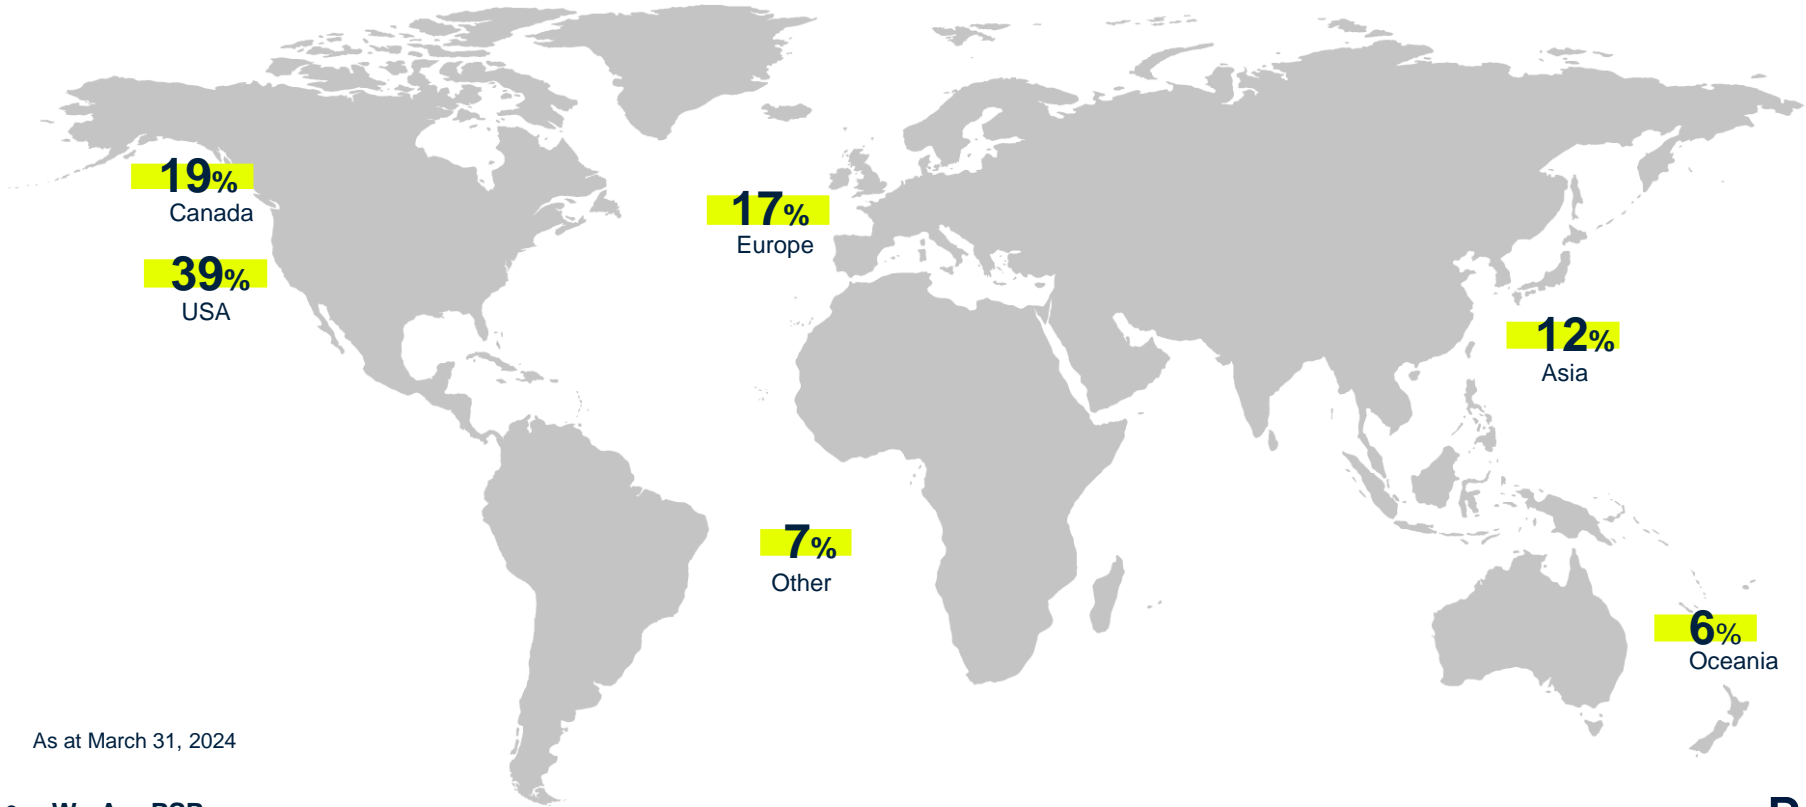 19%
Canada
39%
USA
17%
Europe
12%
Asia
7%
Other
6%
Oceania
As at March 31, 2024